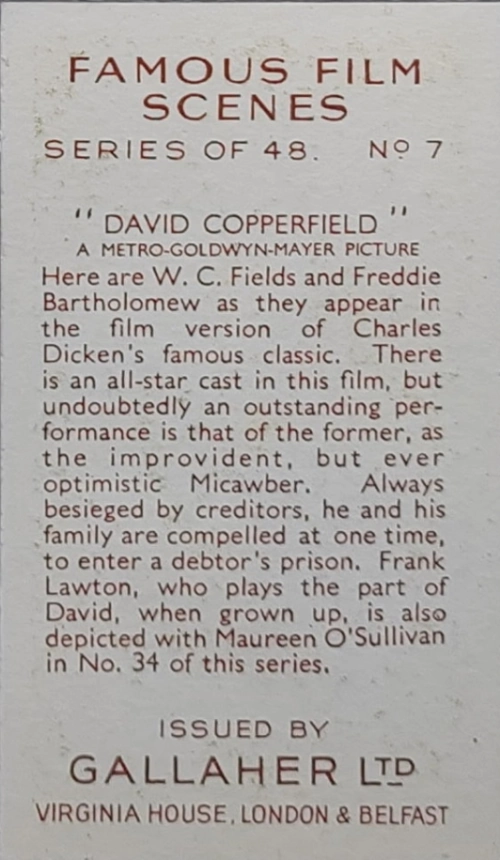 FAMOUS FILM
SCENES
SERIES OF 48. Nº 7
" DAVID COPPERFIELD "
A METRO-GOLDWYN-MAYER PICTURE
Here are W. C. Fields and Freddie
Bartholomew as they appear in
the film version of Charles
Dicken's famous classic. There
is an all-star cast in this film, but
undoubtedly an outstanding per-
formance is that of the former, as
the improvident, but ever
optimistic Micawber. Always
besieged by creditors, he and his
family are compelled at one time,
to enter a debtor's prison. Frank
Lawton, who plays the part of
David, when grown up, is also
depicted with Maureen O'Sullivan
in No. 34 of this series.
ISSUED BY
GALLAHER LTD
VIRGINIA HOUSE, LONDON & BELFAST